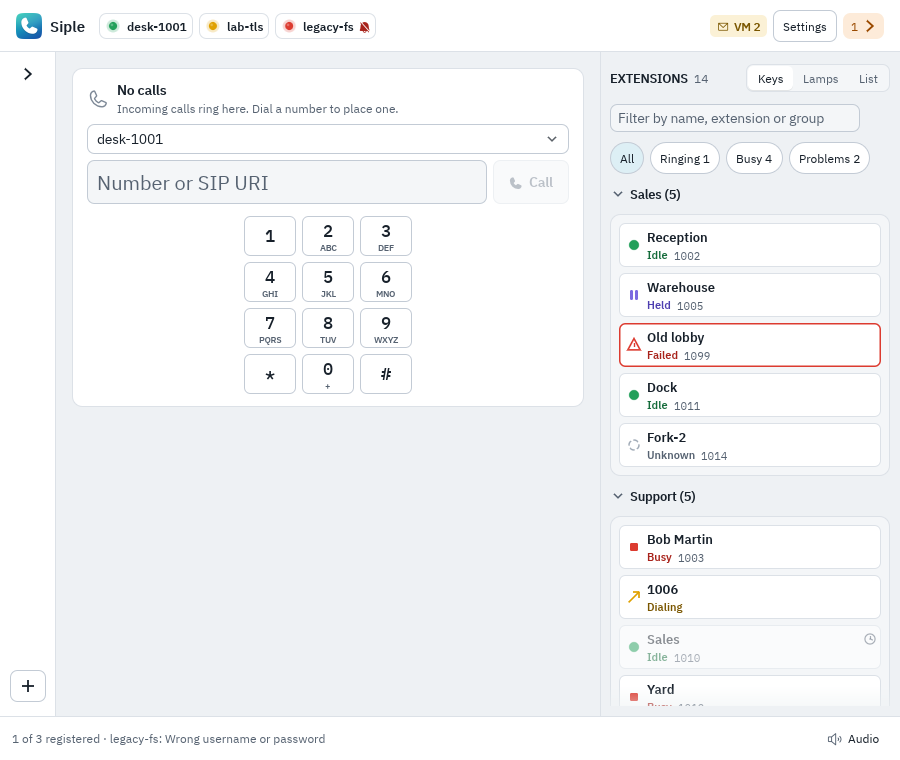 Siple
desk-1001
lab-tls
legacy-fs
VM 2
Settings
1
No calls
Incoming calls ring here. Dial a number to place one.
desk-1001
Number or SIP URI
Call
1
2
ABC
3
DEF
4
GHI
5
JKL
6
MNO
7
PQRS
8
TUV
9
WXYZ
*
0
+
#
EXTENSIONS 14
Keys
Lamps
List
Filter by name, extension or group
All
Ringing 1
Busy 4
Problems 2
Sales (5)
Reception
Idle 1002
Warehouse
Held 1005
Old lobby
Failed 1099
Dock
Idle 1011
Fork-2
Unknown 1014
Support (5)
Bob Martin
Busy 1003
1006
Dialing
Sales
Idle 1010
Yard
1 of 3 registered · legacy-fs: Wrong username or password
Audio